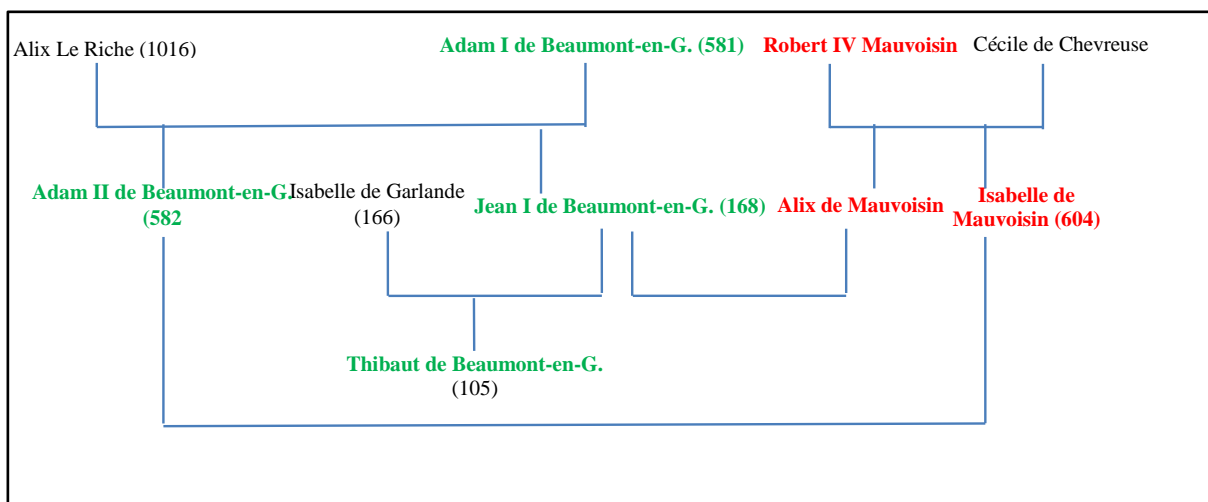 Alix Le Riche (1016)
Adam I de Beaumont-en-G. (581)
Robert IV Mauvoisin
Cécile de Chevreuse
Adam II de Beaumont-en-G.
(582
Isabelle de Garlande
(166)
Jean I de Beaumont-en-G. (168)
Alix de Mauvoisin
Isabelle de
Mauvoisin (604)
Thibaut de Beaumont-en-G.
(105)